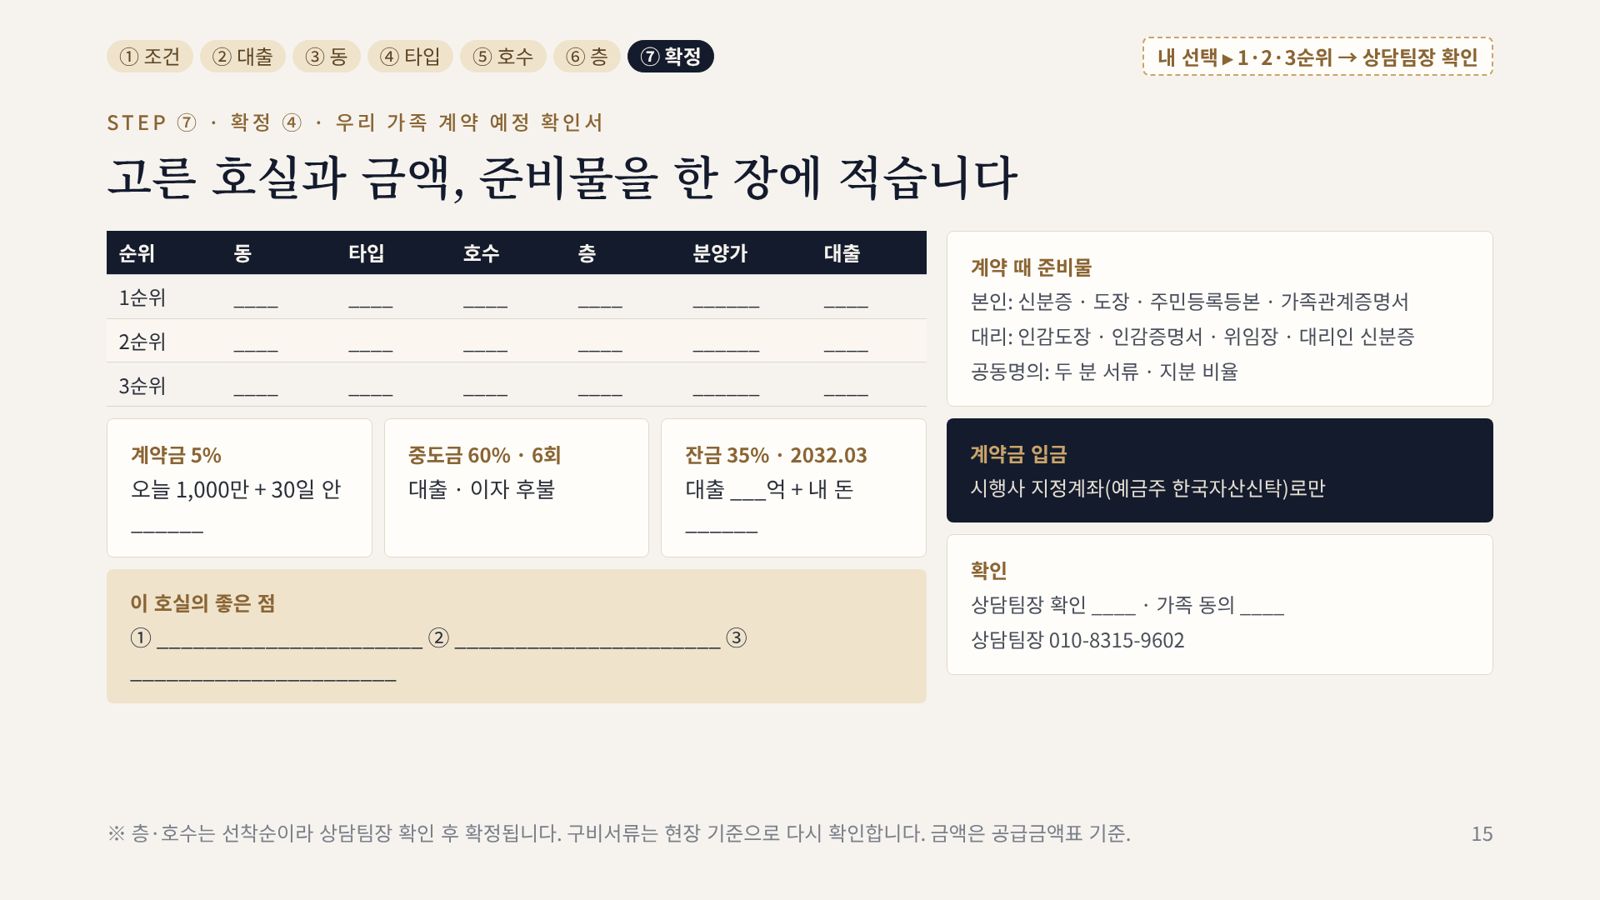 ① 조건 ② 대출 ③ 동 ④ 타입 ⑤ 호수 ⑥ 층 ⑦ 확정
내 선택 ▸ 1·2·3순위 → 상담팀장 확인
STEP ⑦ · 확정 ④ · 우리 가족 계약 예정 확인서
고른 호실과 금액, 준비물을 한 장에 적습니다
순위 동 타입 호수 층 분양가 대출
1순위 ____ ____ ____ ____ ______ ____
2순위 ____ ____ ____ ____ ______ ____
3순위 ____ ____ ____ ____ ______ ____
계약금 5%
오늘 1,000만 + 30일 안
______
중도금 60% · 6회
대출 · 이자 후불
잔금 35% · 2032.03
대출 ___억 + 내 돈
______
이 호실의 좋은 점
① ______________________ ② ______________________ ③
______________________
계약 때 준비물
본인: 신분증 · 도장 · 주민등록등본 · 가족관계증명서
대리: 인감도장 · 인감증명서 · 위임장 · 대리인 신분증
공동명의: 두 분 서류 · 지분 비율
계약금 입금
시행사 지정계좌(예금주 한국자산신탁)로만
확인
상담팀장 확인 ____ · 가족 동의 ____
상담팀장 010-8315-9602
※ 층·호수는 선착순이라 상담팀장 확인 후 확정됩니다. 구비서류는 현장 기준으로 다시 확인합니다. 금액은 공급금액표 기준.
15